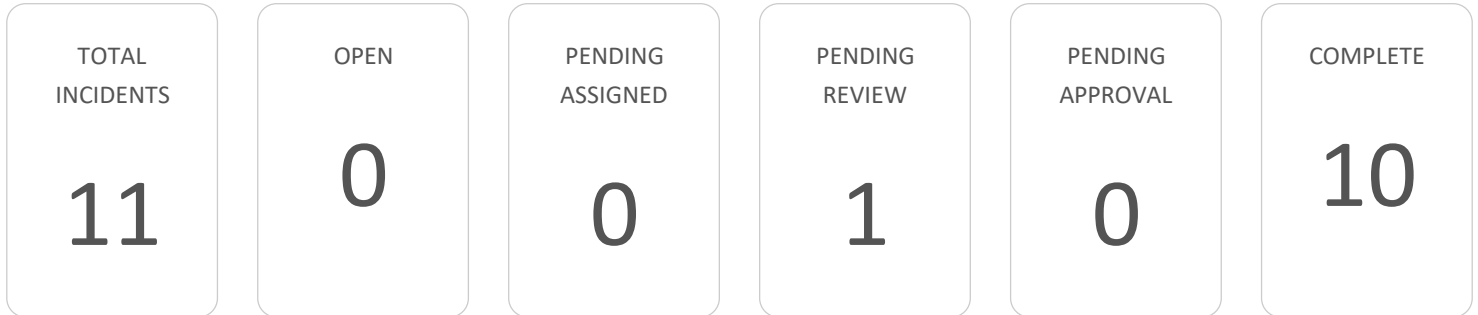 TOTAL
INCIDENTS
11
OPEN
0
PENDING
ASSIGNED
0
PENDING
REVIEW
1
PENDING
APPROVAL
0
COMPLETE
10